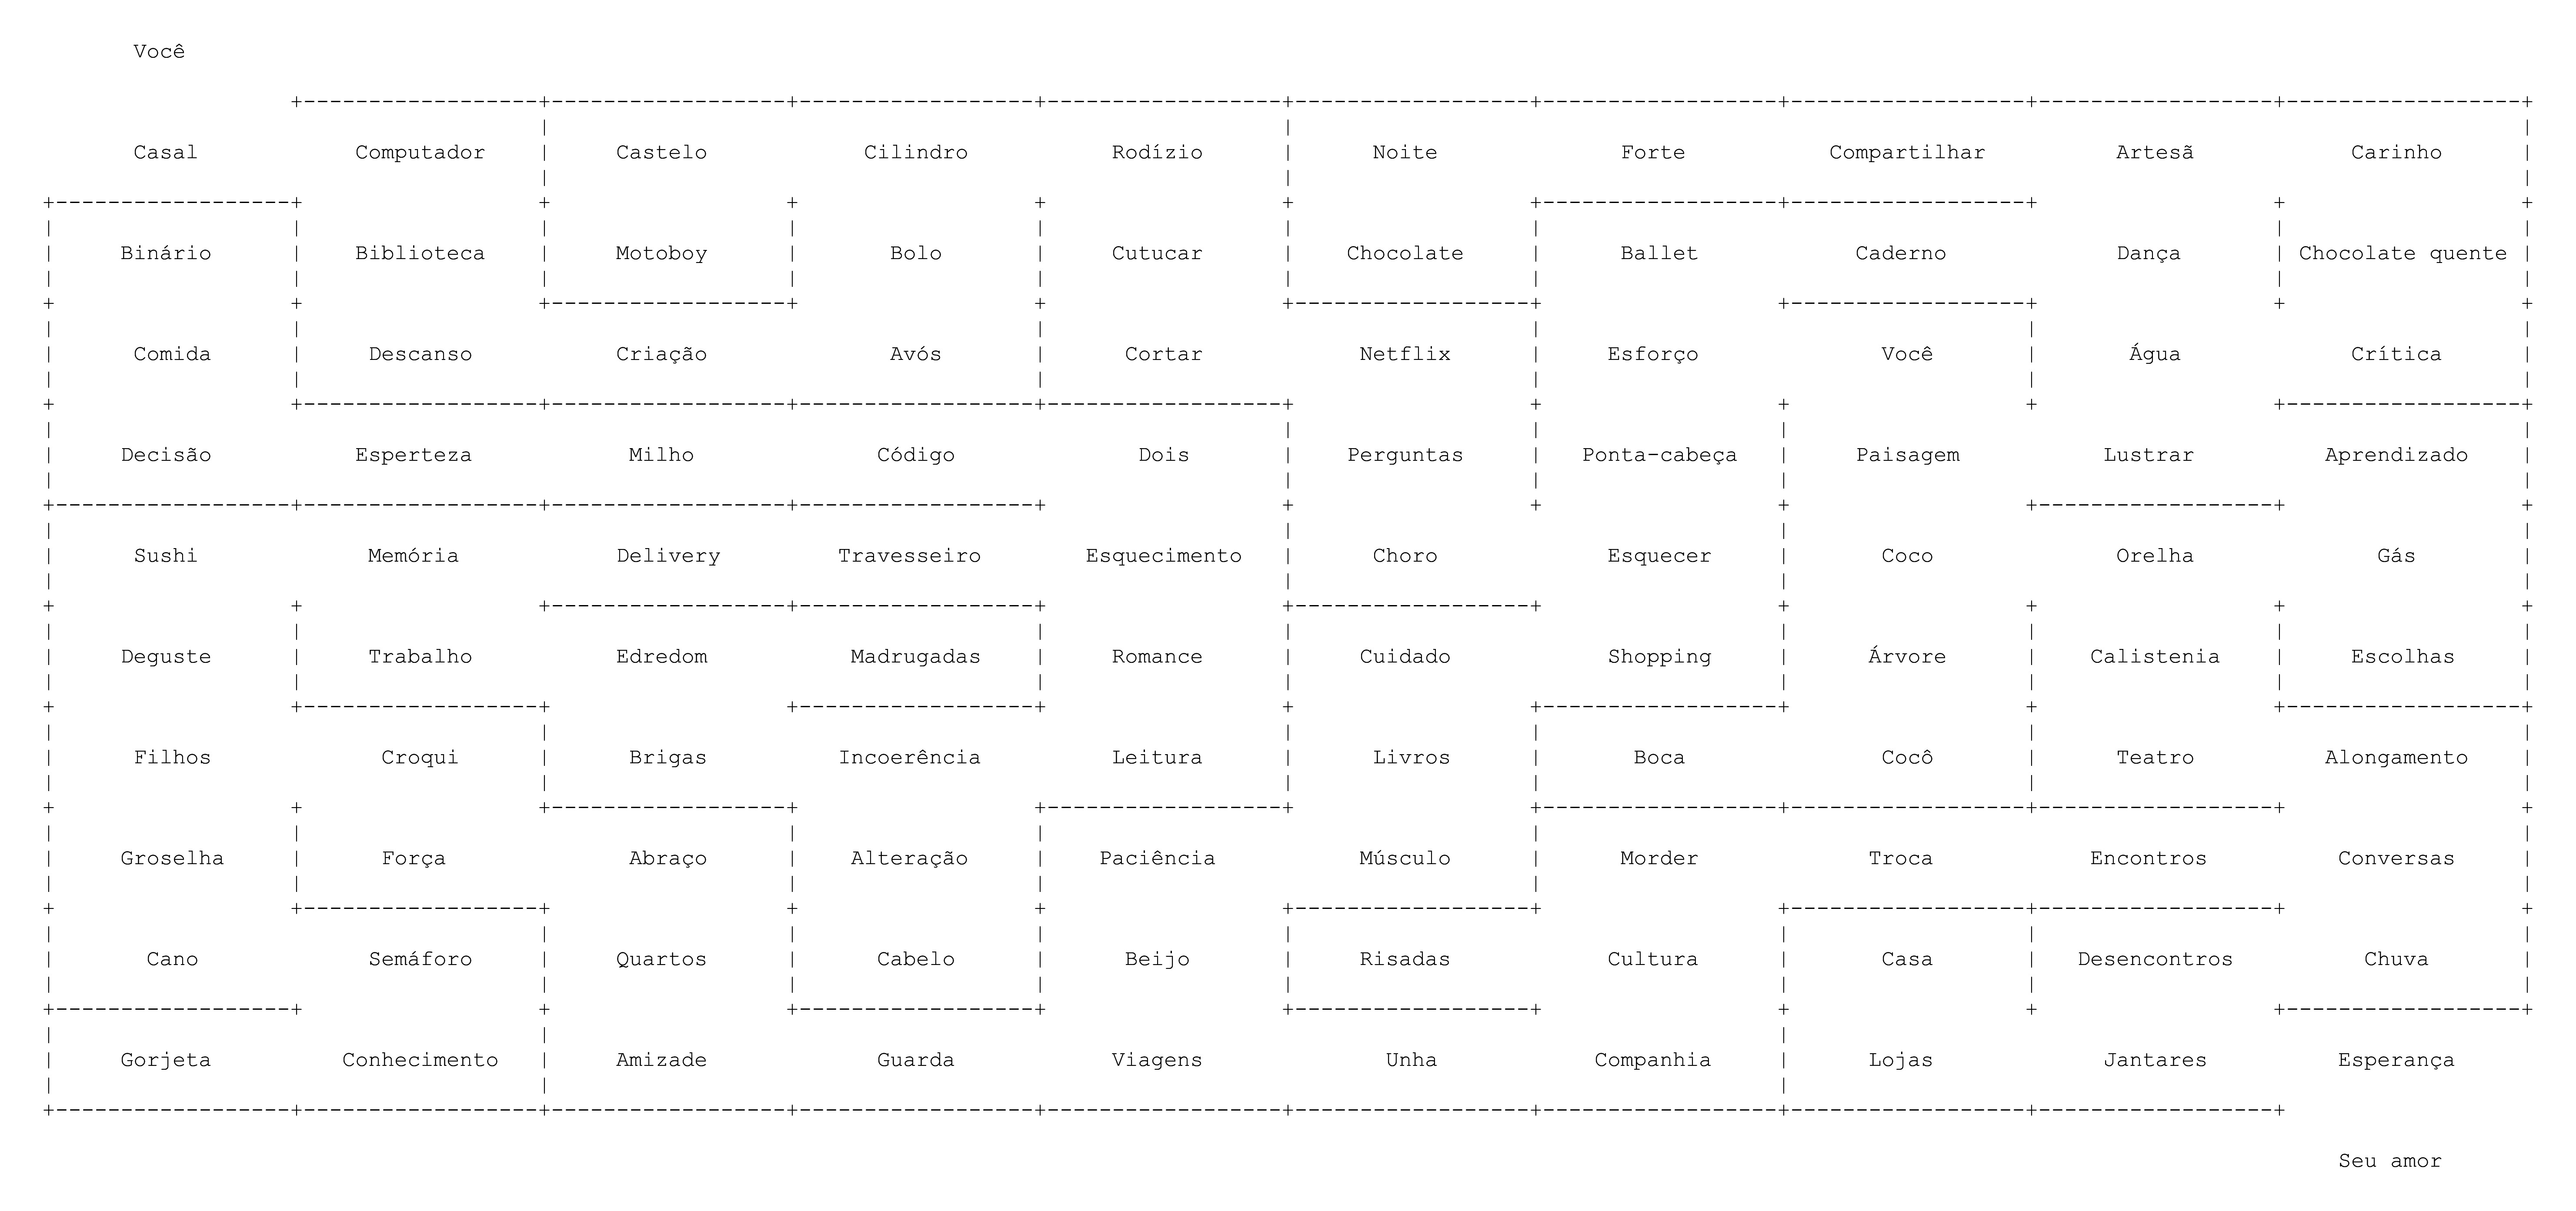 Você
Casal Computador Castelo Cilindro Rodízio Noite Forte Compartilhar Artesã Carinho
Binário Biblioteca Motoboy Bolo Cutucar Chocolate Ballet Caderno Dança Chocolate quente
Comida Descanso Criação Avós Cortar Netflix Esforço Você Água Crítica
Decisão Esperteza Milho Código Dois Perguntas Ponta-cabeça Paisagem Lustrar Aprendizado
Sushi Memória Delivery Travesseiro Esquecimento Choro Esquecer Coco Orelha Gás
Deguste Trabalho Edredom Madrugadas Romance Cuidado Shopping Árvore Calistenia Escolhas
Filhos Croqui Brigas Incoerência Leitura Livros Boca Cocô Teatro Alongamento
Groselha Força Abraço Alteração Paciência Músculo Morder Troca Encontros Conversas
Cano Semáforo Quartos Cabelo Beijo Risadas Cultura Casa Desencontros Chuva
Gorjeta Conhecimento Amizade Guarda Viagens Unha Companhia Lojas Jantares Esperança
Seu amor